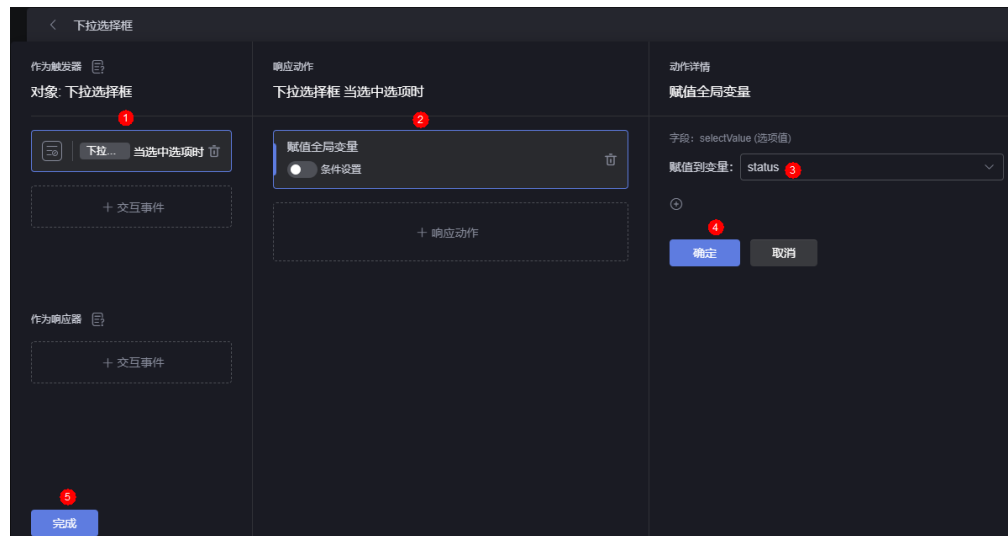 下拉选择框
作为触发器
对象: 下拉选择框
1
下拉... 当选中选项时
+ 交互事件
作为响应器
+ 交互事件
5
完成
响应动作
下拉选择框 当选中选项时
2
赋值全局变量
条件设置
+ 响应动作
动作详情
赋值全局变量
字段：selectValue (选项值)
赋值到变量： status 3
4
确定 取消